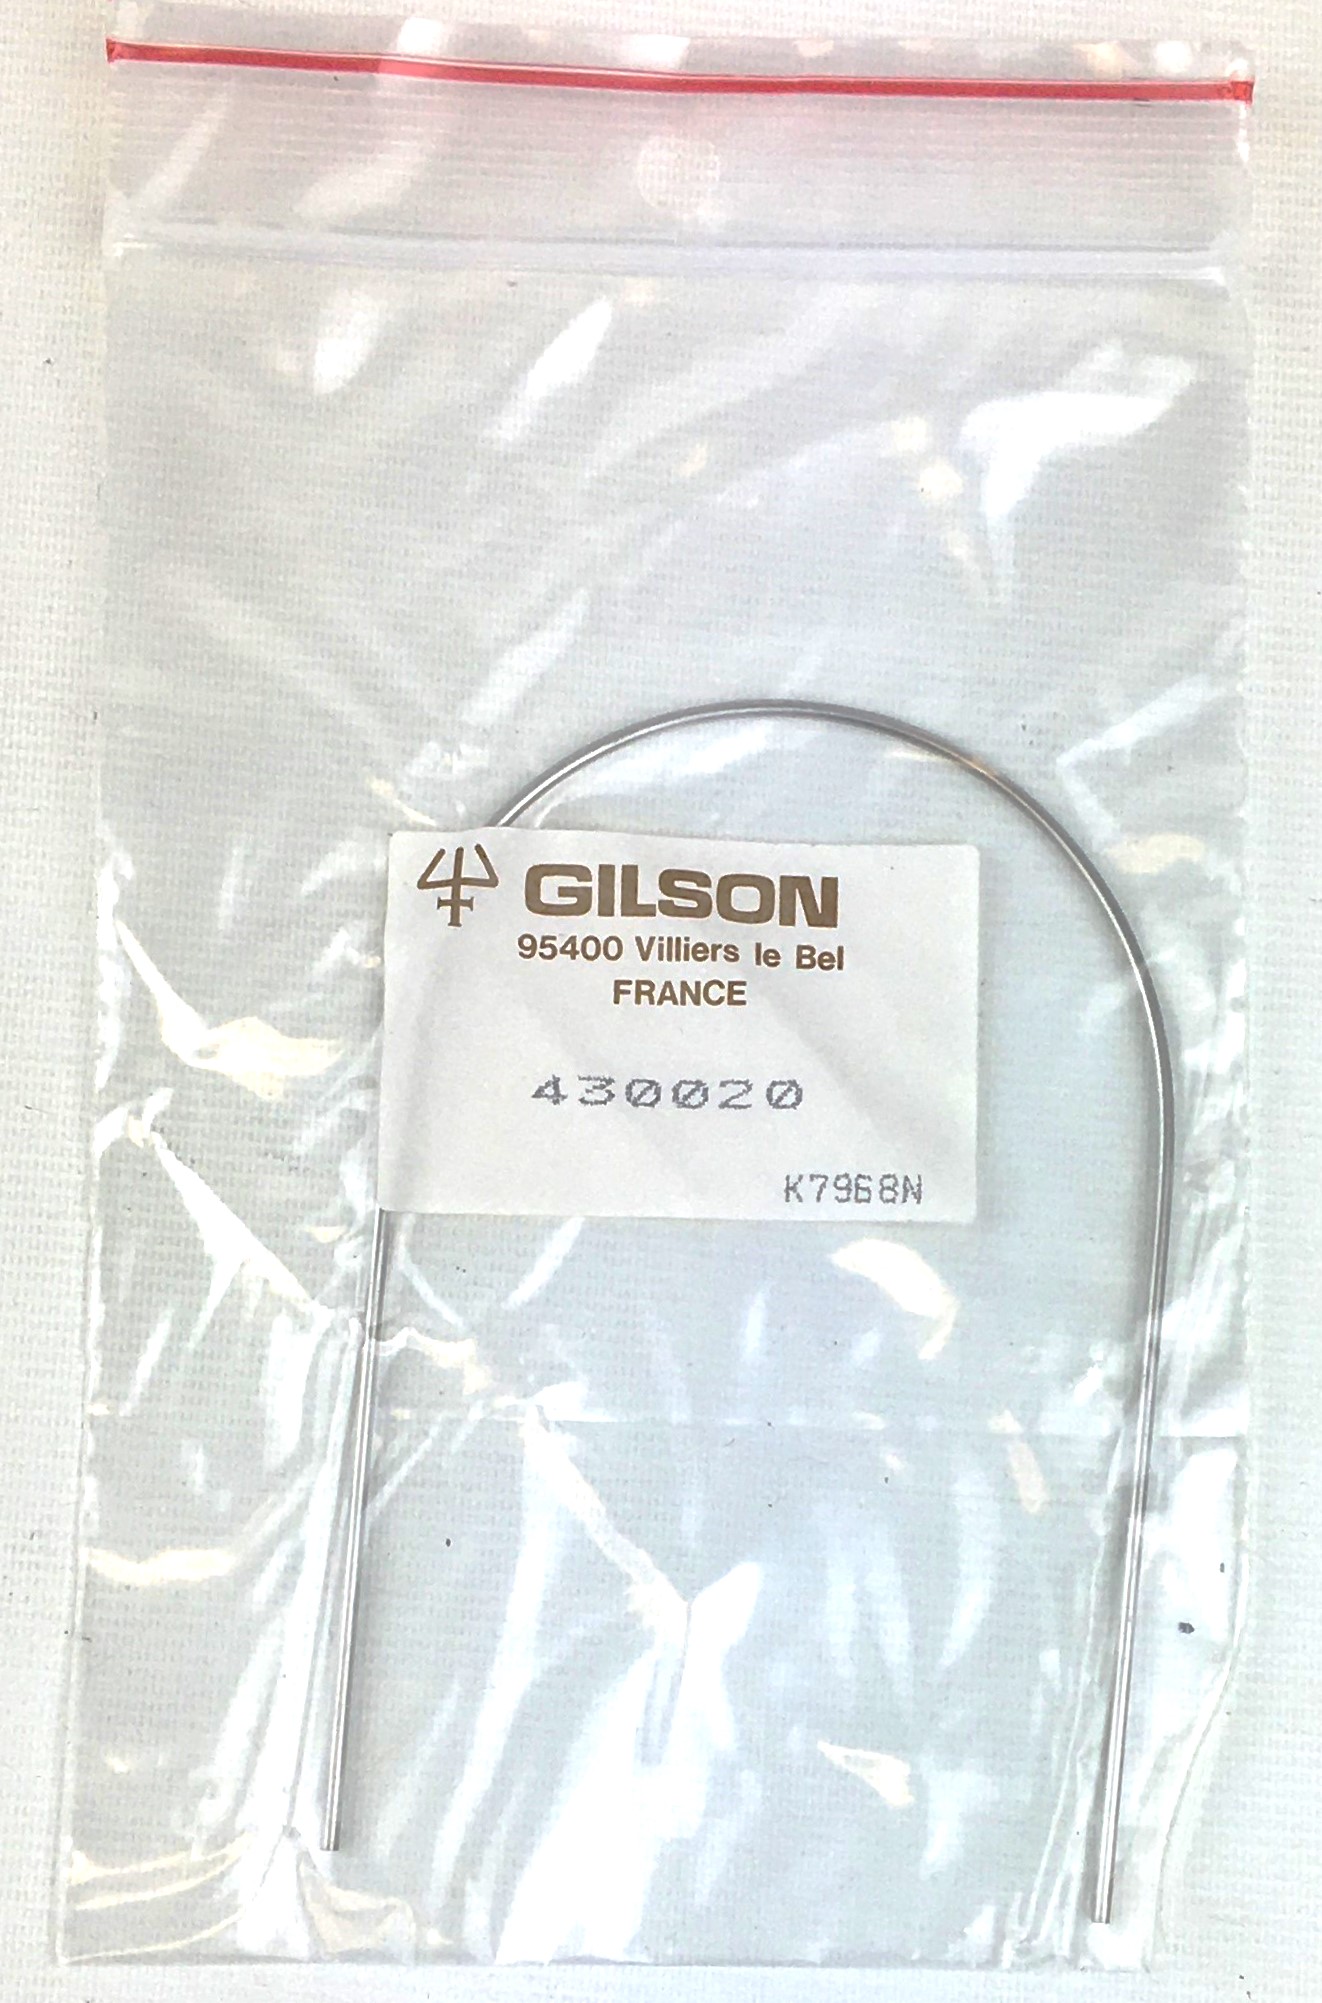 GILSON
95400 Villiers le Bel
FRANCE
430020
K7968N